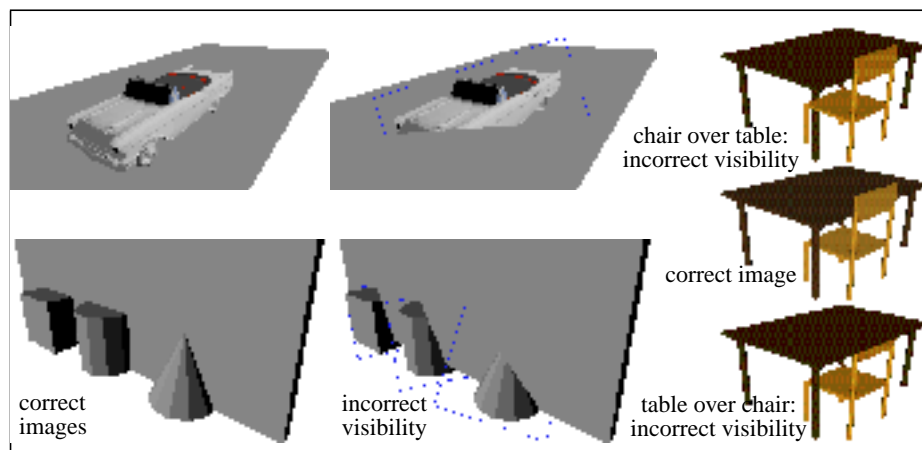 chair over table:
incorrect visibility
correct image
correct
images
incorrect
visibility
table over chair:
incorrect visibility